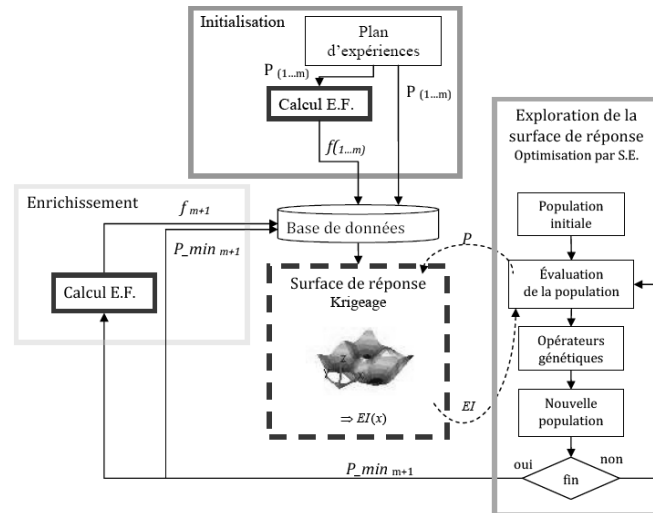 Initialisation
Plan
d'expériences
P (1...m)
P (1...m)
Calcul E.F.
f(1...m)
Exploration de la
surface de réponse
Optimisation par S.E.
Enrichissement
f m+1
P_min m+1
Calcul E.F.
Base de données
Surface de réponse
Krigeage
z
⇒ EI(x)
P
EI
Population
initiale
Évaluation
de la population
Opérateurs
génétiques
Nouvelle
population
oui
non
fin
P_min m+1